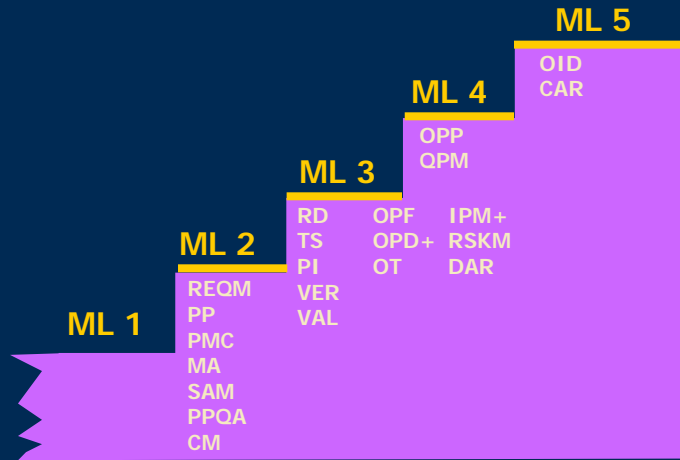 ML 5
OID
CAR
ML 4
OPP
QPM
ML 3
RD OPF IPM+
TS OPD+ RSKM
PI OT DAR
VER
VAL
ML 2
REQM
PP
PMC
MA
SAM
PPQA
CM
ML 1